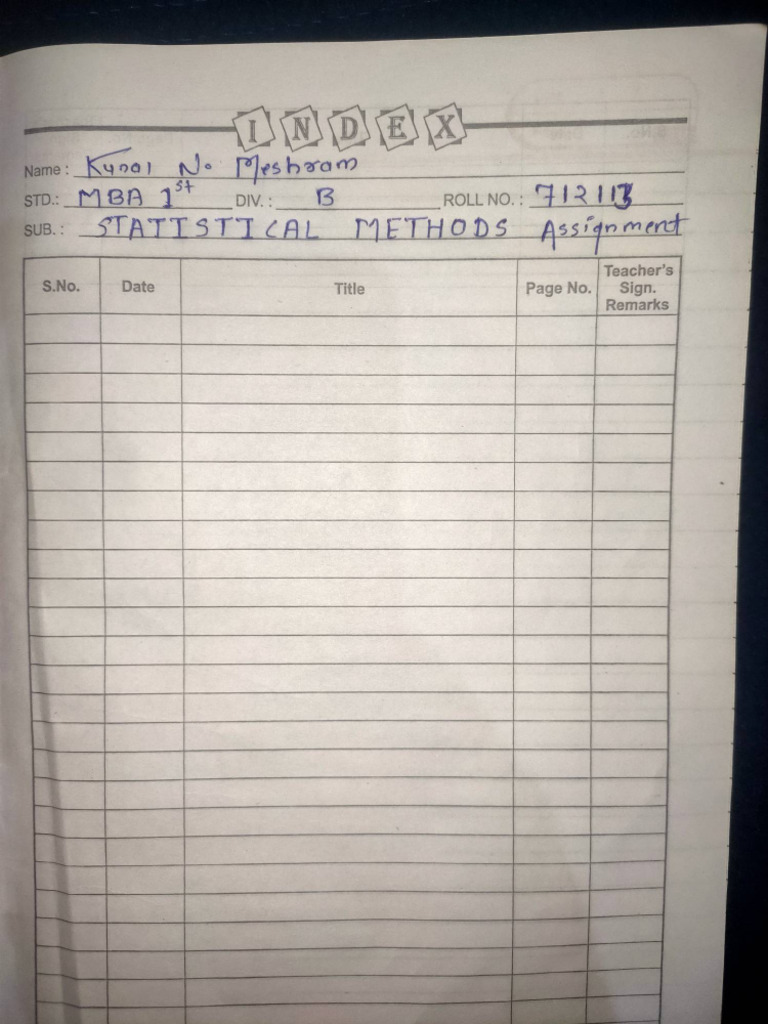 INDEX
Name : Kunal N. Meshram
STD.: MBA 1st DIV. : B ROLL NO. :
SUB. : STATISTICAL METHODS Assignment
S.No. Date Title Page No. Teacher's Sign. Remarks